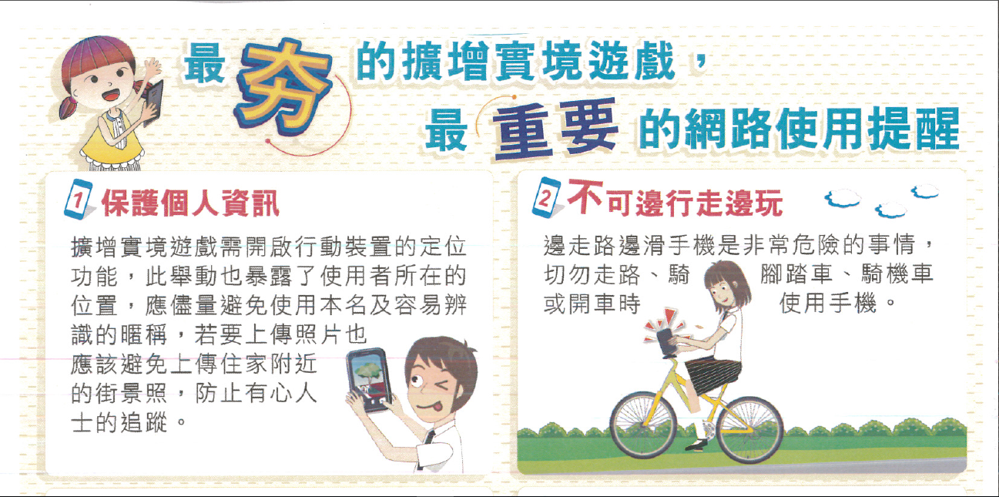 最夯的擴增實境遊戲，
最重要的網路使用提醒
1 保護個人資訊
擴增實境遊戲需開啟行動裝置的定位
功能，此舉動也暴露了使用者所在的
位置，應儘量避免使用本名及容易辨
識的暱稱，若要上傳照片也
應該避免上傳住家附近
的街景照，防止有心人
士的追蹤。
2 不可邊行走邊玩
邊走路邊滑手機是非常危險的事情，
切勿走路、騎腳踏車、騎機車
或開車時使用手機。